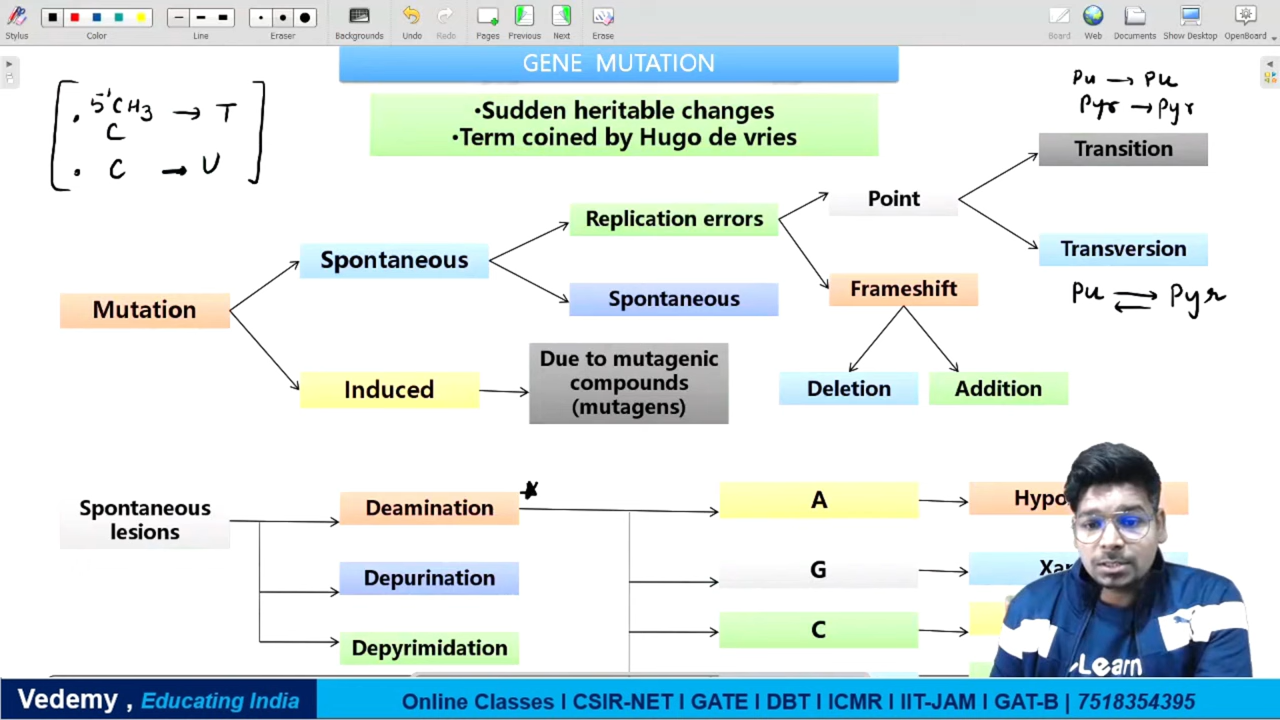 Stylus
Color
Line
Eraser
Backgrounds
Undo
Redo
Pages
Previous
Next
Erase
Board
Web
Documents
Show Desktop
OpenBoard
GENE MUTATION
•Sudden heritable changes
•Term coined by Hugo de vries
• 5'CH3 C → T
• C → U
Pu → Pu
Pyr → Pyr
Transition
Point
Replication errors
Transversion
Spontaneous
Pu ⇌ Pyr
Frameshift
Spontaneous
Mutation
Due to mutagenic
compounds
(mutagens)
Induced
Deletion
Addition
Spontaneous
lesions
Deamination
A
G
C
Depurination
Depyrimidation
Learn
Vedemy , Educating India
Online Classes I CSIR-NET I GATE I DBT I ICMR I IIT-JAM I GAT-B | 7518354395